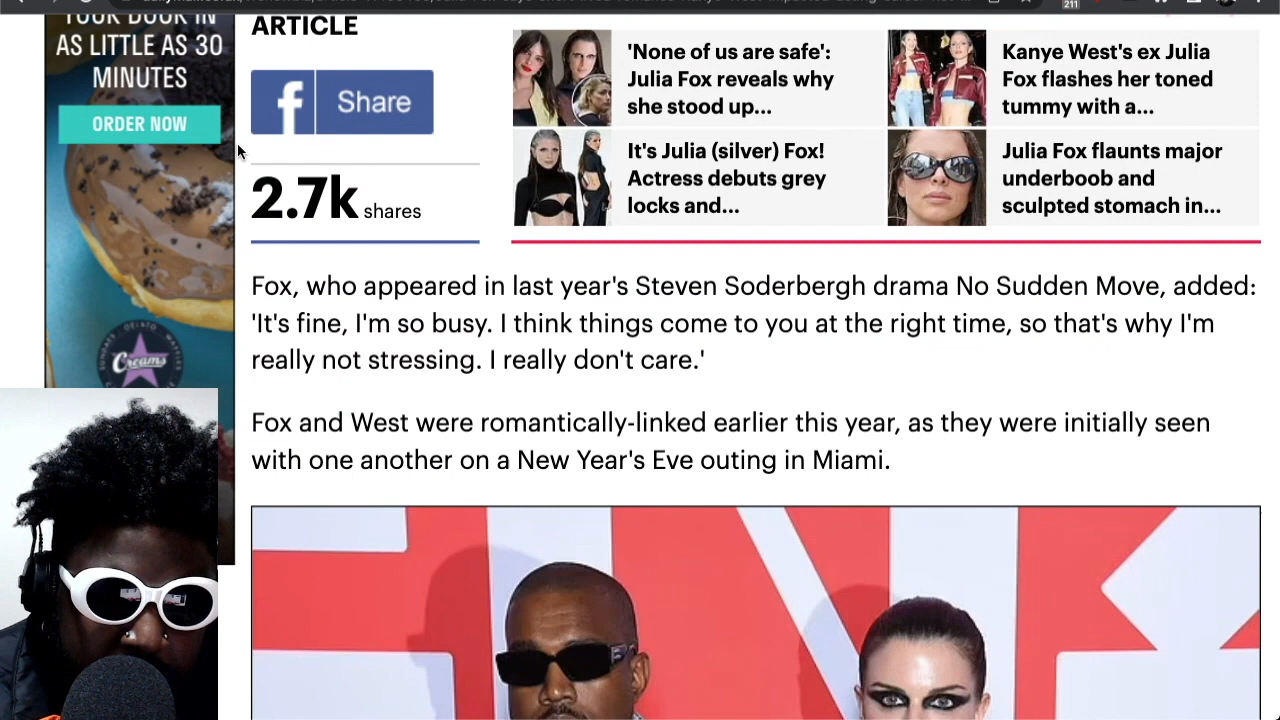 YOUR DOOR IN
AS LITTLE AS 30
MINUTES
ORDER NOW
Creams
ARTICLE
f Share
2.7k shares
'None of us are safe':
Julia Fox reveals why
she stood up...
Kanye West's ex Julia
Fox flashes her toned
tummy with a...
It's Julia (silver) Fox!
Actress debuts grey
locks and...
Julia Fox flaunts major
underboob and
sculpted stomach in...
Fox, who appeared in last year's Steven Soderbergh drama No Sudden Move, added:
'It's fine, I'm so busy. I think things come to you at the right time, so that's why I'm
really not stressing. I really don't care.'
Fox and West were romantically-linked earlier this year, as they were initially seen
with one another on a New Year's Eve outing in Miami.
211